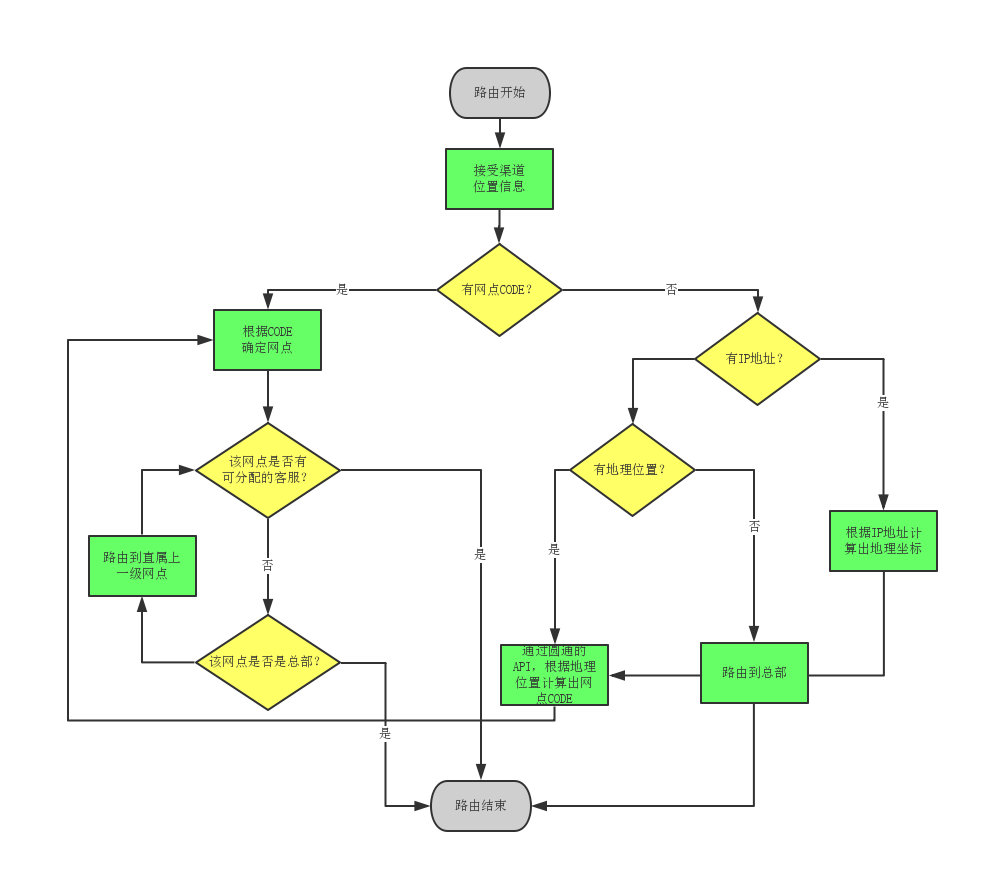 路由开始
接受渠道
位置信息
有网点CODE？
是
否
根据CODE
确定网点
有IP地址？
是
该网点是否有
可分配的客服？
有地理位置？
根据IP地址计
算出地理坐标
否
是
是
否
路由到直属上
一级网点
该网点是否是总部？
通过圆通的
API，根据地理
位置计算出网
点CODE
路由到总部
是
路由结束